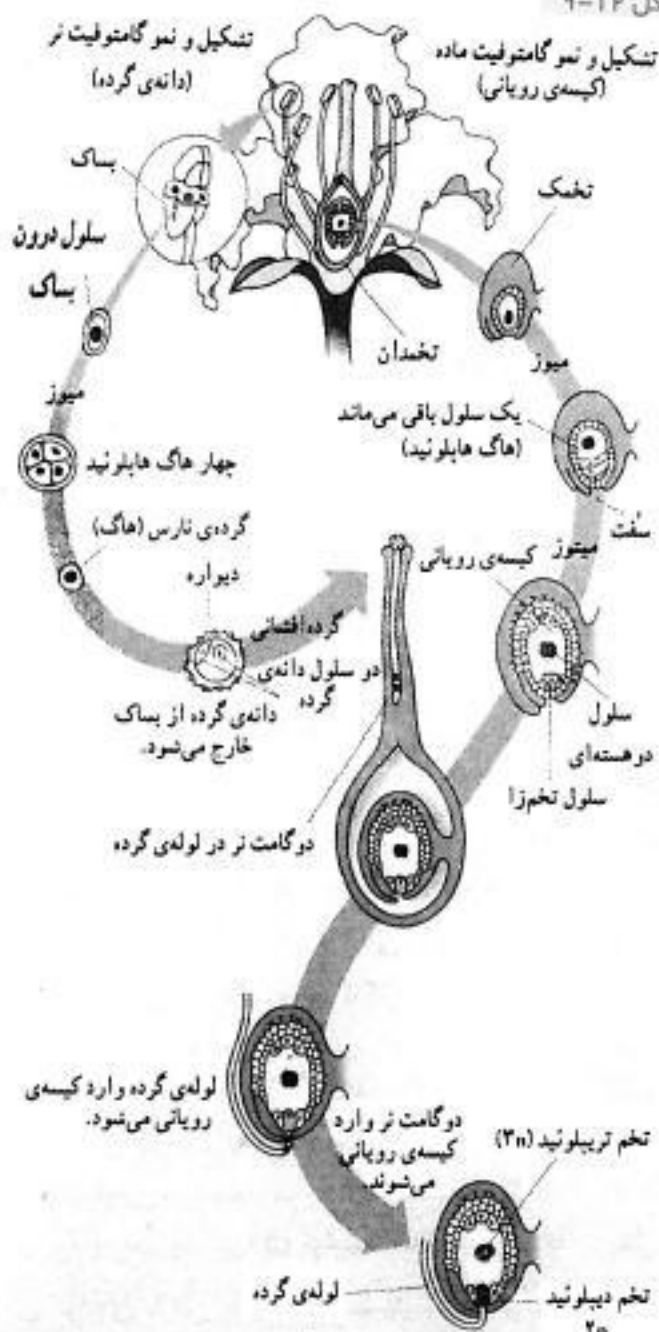 کل ۱۲–۹
تشکیل و نمو گامتوفیت ماده
(کیسه‌ی رویانی)
تشکیل و نمو گامتوفیت نر
(دانه‌ی گرده)
بساک
سلول درون
بساک
میوز
چهار هاگ هاپلوئید
گرده‌ی نارس (هاگ)
دیواره
گرده‌افشانی
دو سلول دانه‌ی
گرده
دانه‌ی گرده از بساک
خارج می‌شود.
تخمدان
تخمک
میوز
یک سلول باقی می‌ماند
(هاگ هاپلوئید)
سُفت
میتوز
کیسه‌ی رویانی
سلول
دوهسته‌ای
سلول تخم‌زا
دوگامت نر در لوله‌ی گرده
لوله‌ی گرده وارد کیسه‌ی
رویانی می‌شود.
دوگامت نر وارد
کیسه‌ی رویانی
می‌شوند.
تخم تریپلوئید (۳n)
لوله‌ی گرده
تخم دیپلوئید
۲n